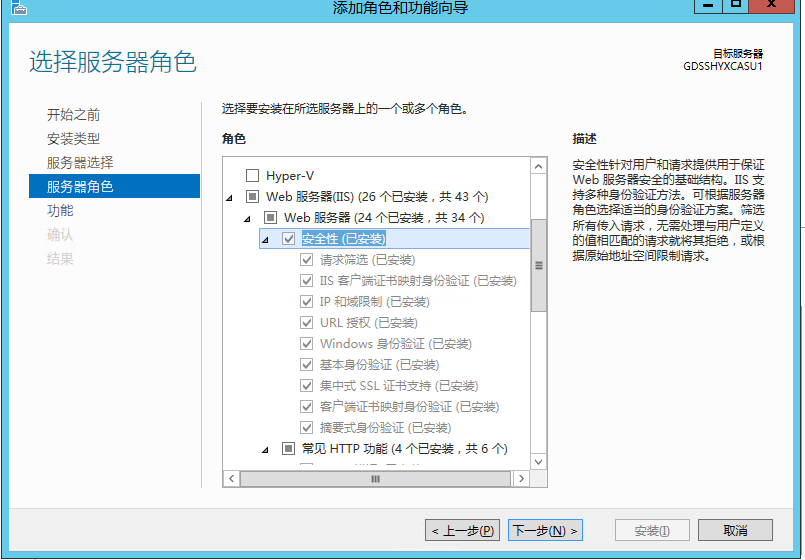 添加角色和功能向导
选择服务器角色
目标服务器
GDSSHYXCASU1
开始之前
安装类型
服务器选择
服务器角色
功能
确认
结果
选择要安装在所选服务器上的一个或多个角色。
角色
Hyper-V
Web 服务器(IIS) (26 个已安装，共 43 个)
Web 服务器 (24 个已安装，共 34 个)
安全性 (已安装)
请求筛选 (已安装)
IIS 客户端证书映射身份验证 (已安装)
IP 和域限制 (已安装)
URL 授权 (已安装)
Windows 身份验证 (已安装)
基本身份验证 (已安装)
集中式 SSL 证书支持 (已安装)
客户端证书映射身份验证 (已安装)
摘要式身份验证 (已安装)
常见 HTTP 功能 (4 个已安装，共 6 个)
描述
安全性针对用户和请求提供用于保证
Web 服务器安全的基础结构。IIS 支
持多种身份验证方法。可根据服务器
角色选择适当的身份验证方案。筛选
所有传入请求，无需处理与用户定义
的值相匹配的请求就将其拒绝，或根
据原始地址空间限制请求。
< 上一步(P)
下一步(N) >
安装(I)
取消